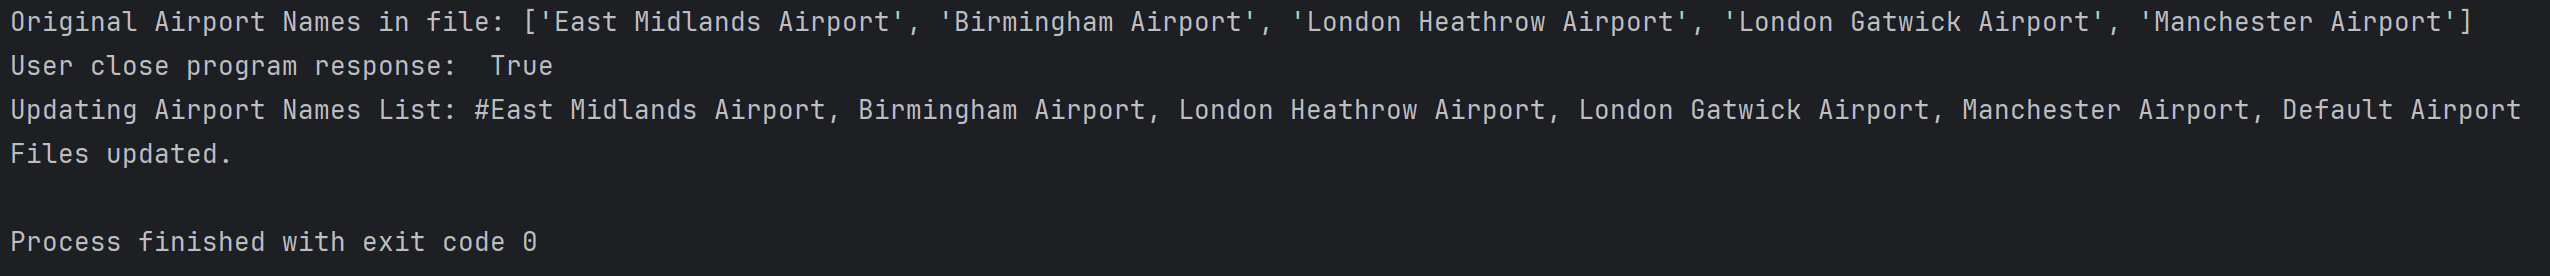 Original Airport Names in file: ['East Midlands Airport', 'Birmingham Airport', 'London Heathrow Airport', 'London Gatwick Airport', 'Manchester Airport']
User close program response:  True
Updating Airport Names List: #East Midlands Airport, Birmingham Airport, London Heathrow Airport, London Gatwick Airport, Manchester Airport, Default Airport
Files updated.

Process finished with exit code 0